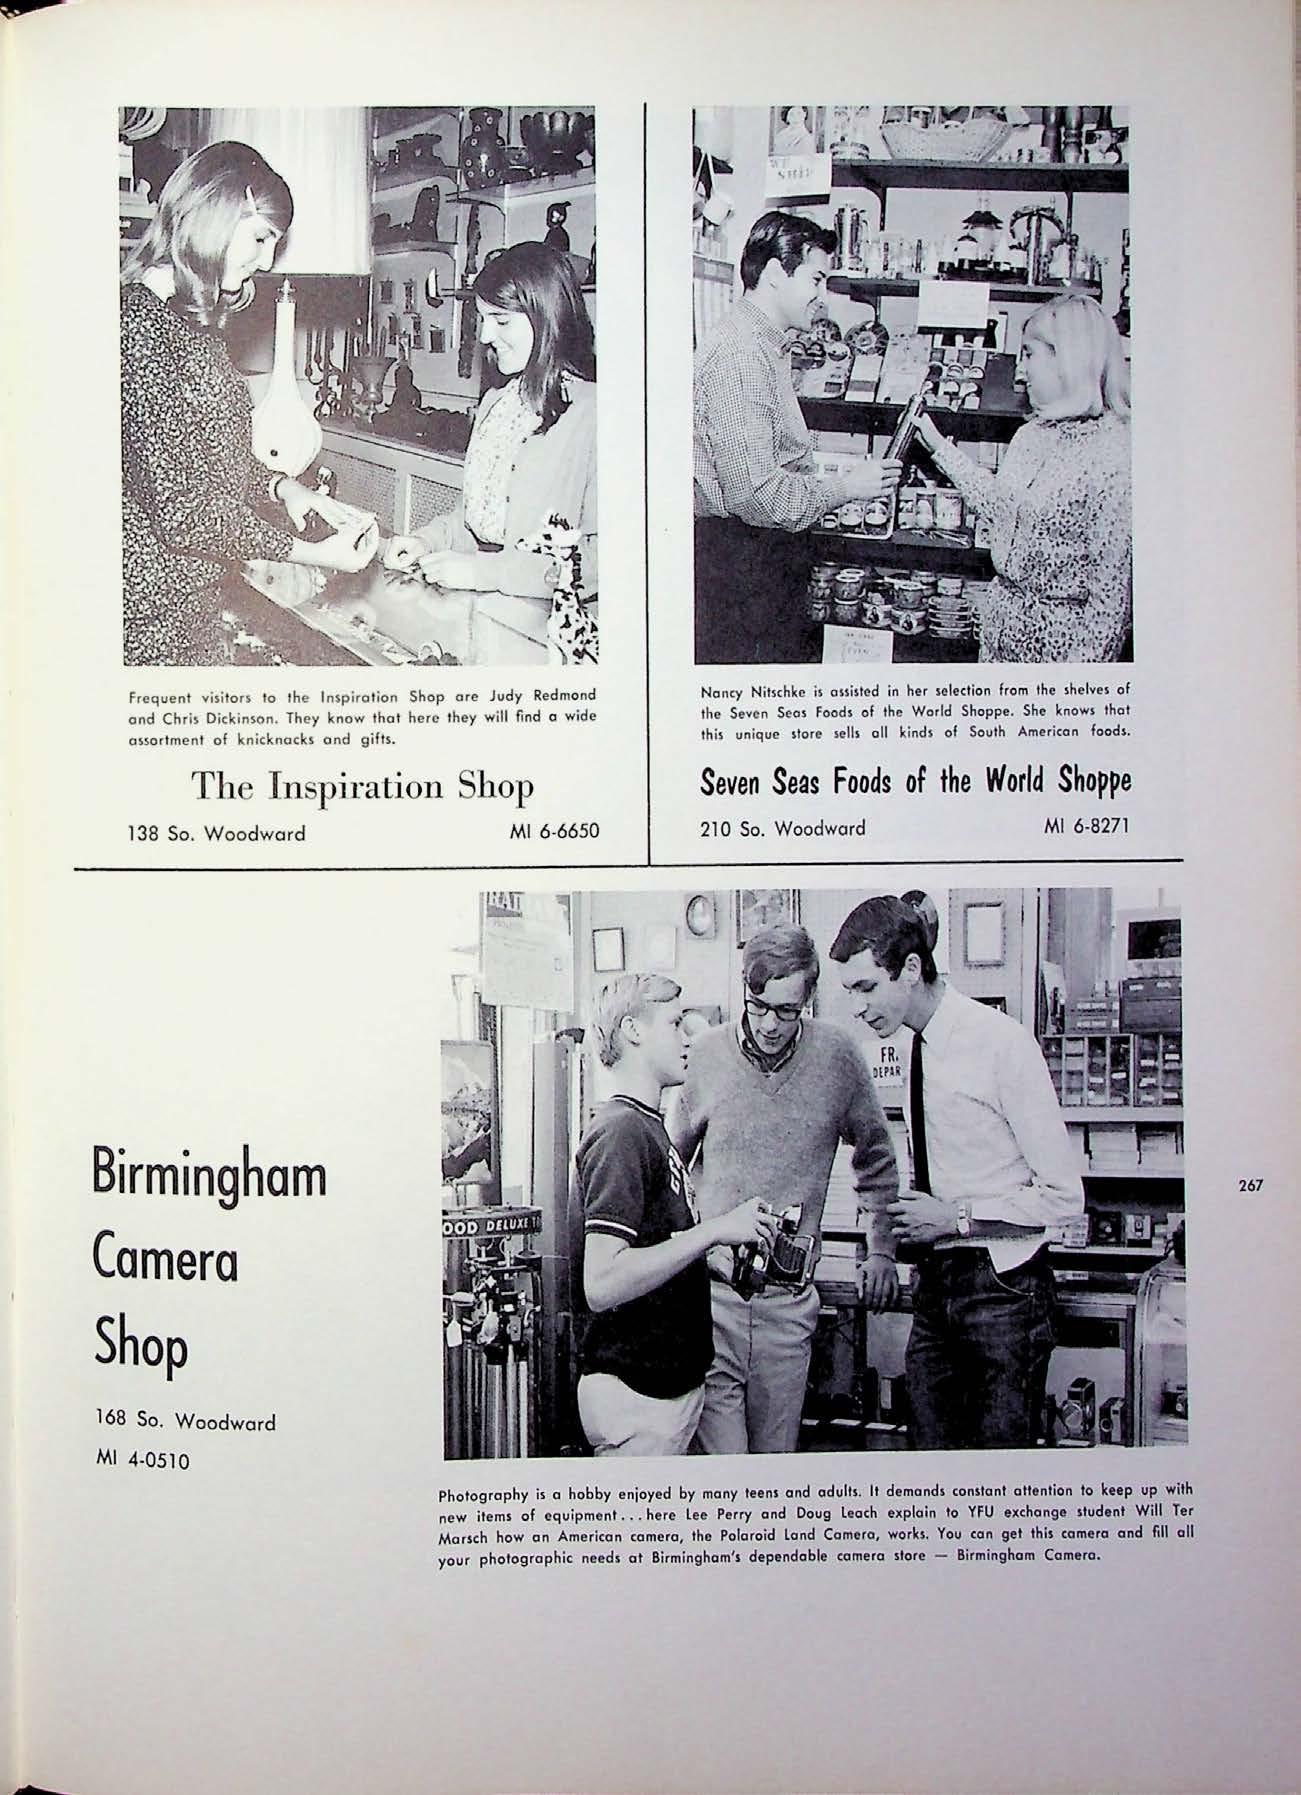 WE
Frequent visitors to the Inspiration Shop are Judy Redmond
and Chris Dickinson. They know that here they will find a wide
assortment of knicknacks and gifts.
The Inspiration Shop
138 So. Woodward MI 6-6650
Nancy Nitschke is assisted in her selection from the shelves of
the Seven Seas Foods of the World Shoppe. She knows that
this unique store sells all kinds of South American foods.
Seven Seas Foods of the World Shoppe
210 So. Woodward MI 6-8271
Birmingham
Camera
Shop
168 So. Woodward
MI 4-0510
FR.
DEPAR
OOD DELUXE
267
Photography is a hobby enjoyed by many teens and adults. It demands constant attention to keep up with
new items of equipment...here Lee Perry and Doug Leach explain to YFU exchange student Will Ter
Marsch how an American camera, the Polaroid Land Camera, works. You can get this camera and fill all
your photographic needs at Birmingham's dependable camera store — Birmingham Camera.